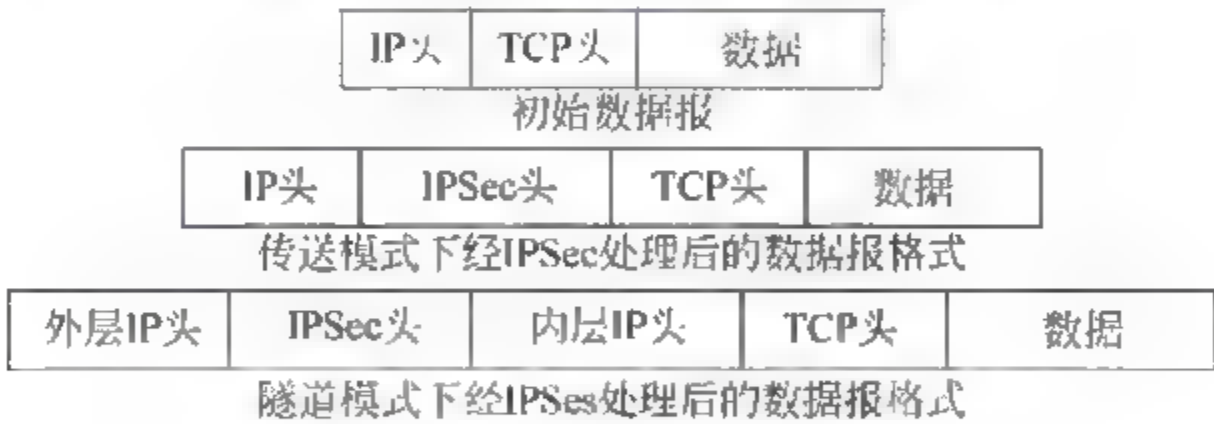 IP头 TCP头 数据
初始数据报
IP头 IPSec头 TCP头 数据
传送模式下经IPSec处理后的数据报格式
外层IP头 IPSec头 内层IP头 TCP头 数据
隧道模式下经IPSes处理后的数据报格式